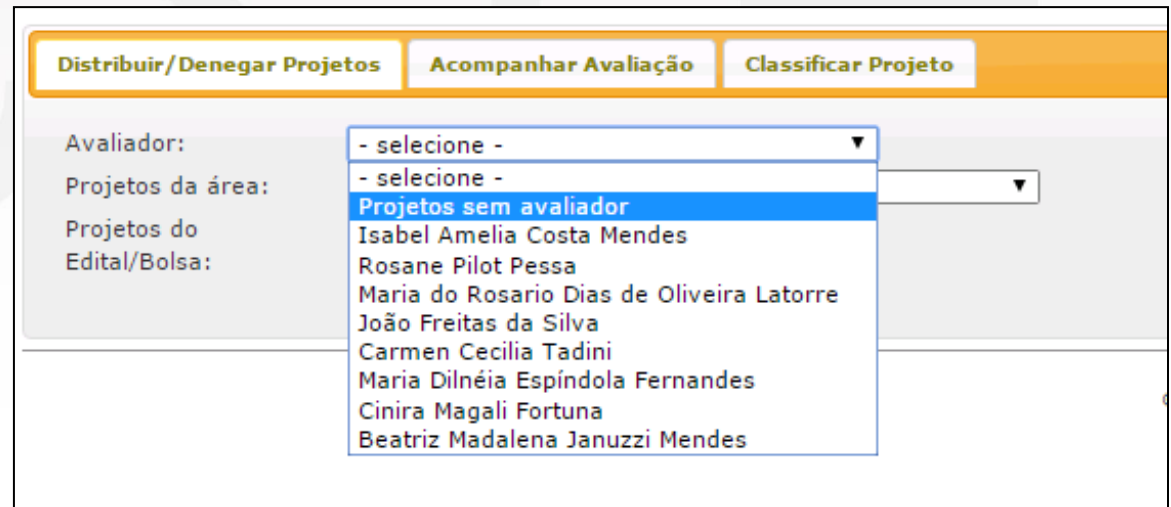 Distribuir/Denegar Projetos Acompanhar Avaliação Classificar Projeto
Avaliador:
- selecione -
Projetos da área:
Projetos do
Edital/Bolsa:
- selecione -
Projetos sem avaliador
Isabel Amelia Costa Mendes
Rosane Pilot Pessa
Maria do Rosario Dias de Oliveira Latorre
João Freitas da Silva
Carmen Cecilia Tadini
Maria Dilnéia Espíndola Fernandes
Cinira Magali Fortuna
Beatriz Madalena Januzzi Mendes